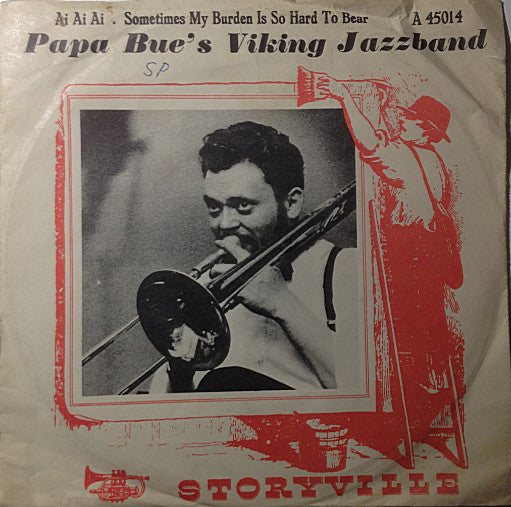 Ai Ai Ai . Sometimes My Burden Is So Hard To Bear A 45014
Papa Bue's Viking Jazzband
SP
STORYVILLE